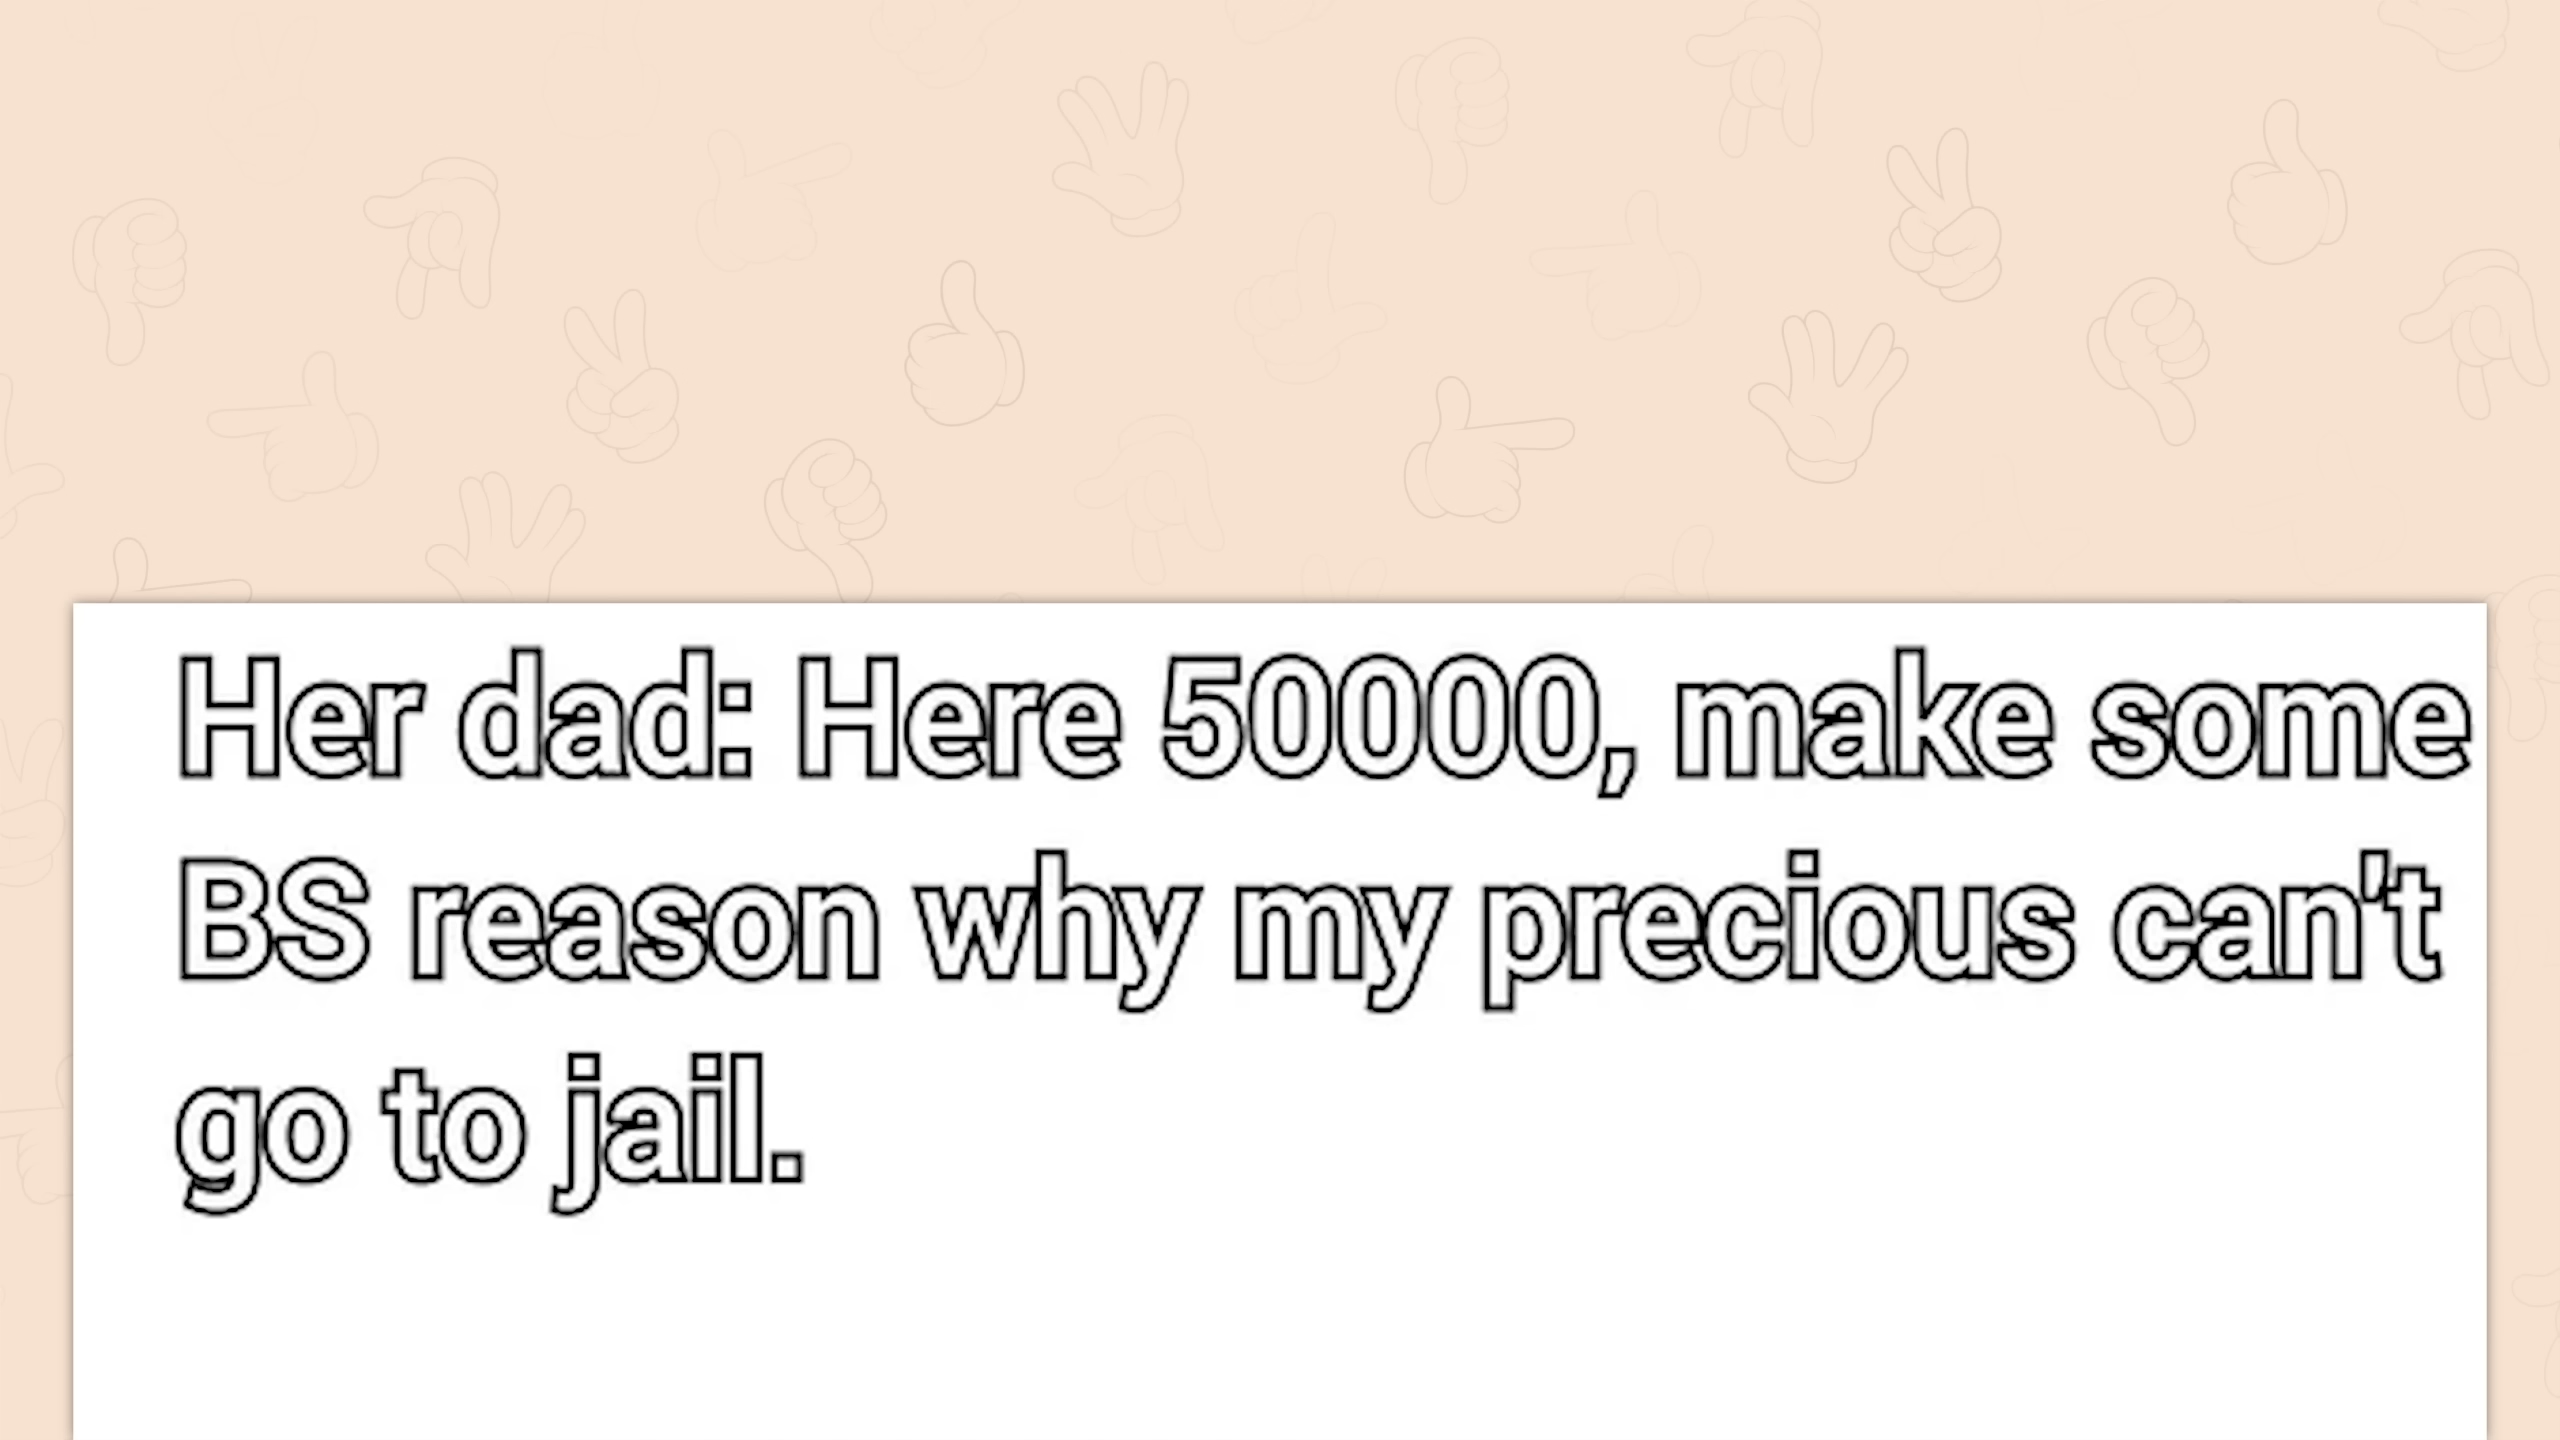 Her dad: Here 50000, make some
BS reason why my precious can't
go to jail.